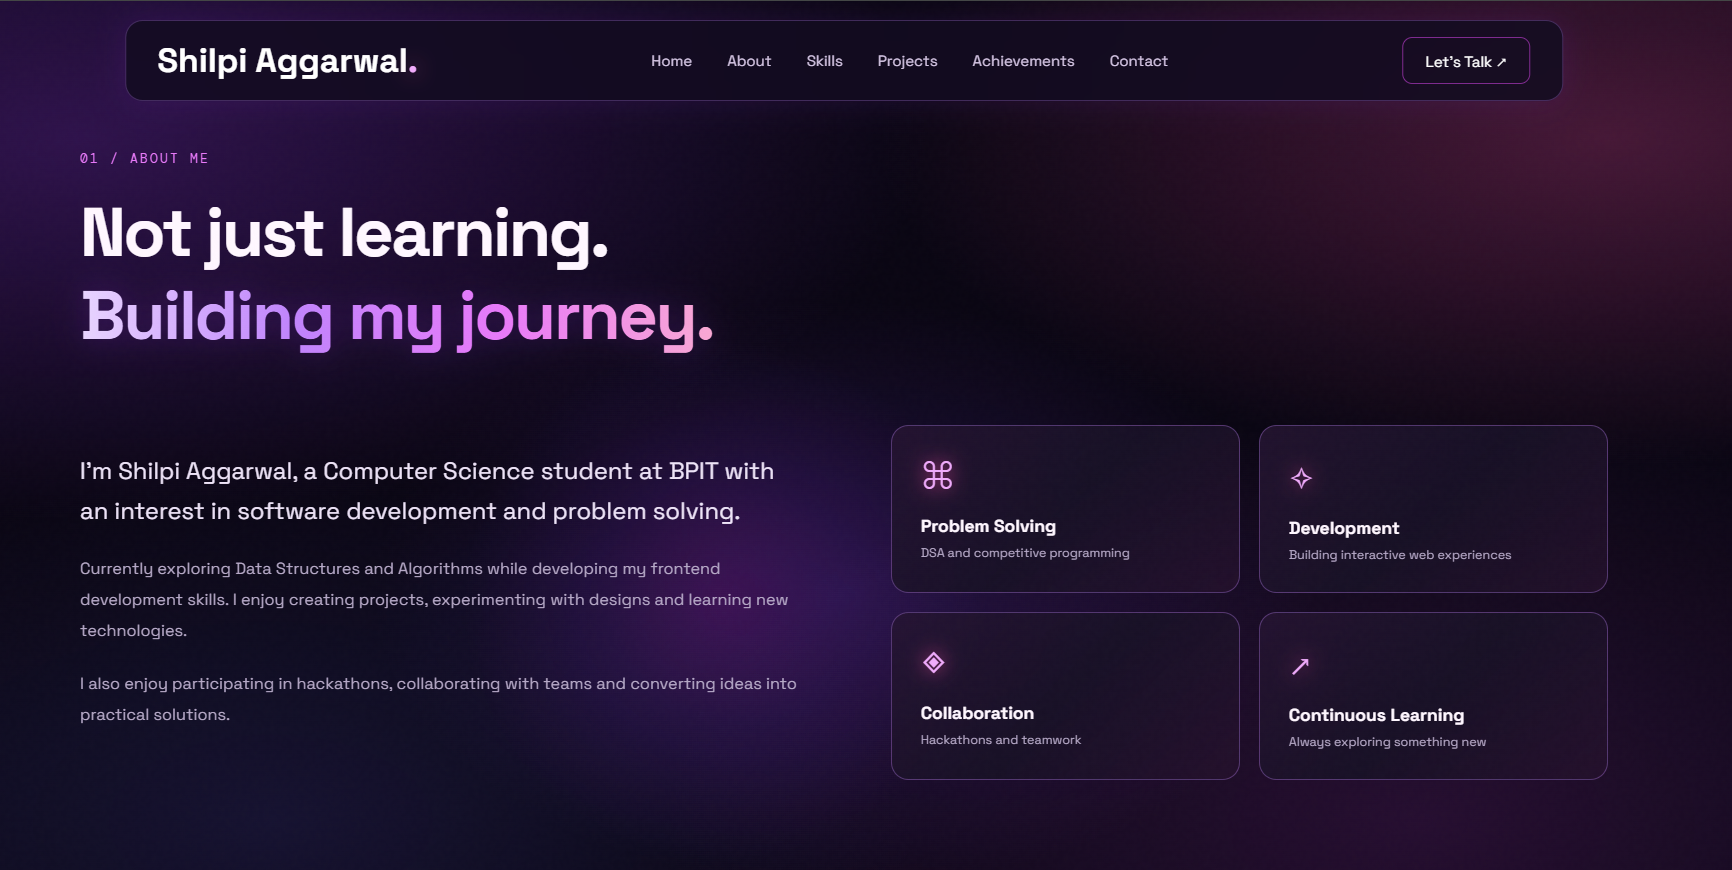 Shilpi Aggarwal.
Home About Skills Projects Achievements Contact
Let's Talk ↗
01 / ABOUT ME
Not just learning.
Building my journey.
I'm Shilpi Aggarwal, a Computer Science student at BPIT with
an interest in software development and problem solving.
Currently exploring Data Structures and Algorithms while developing my frontend
development skills. I enjoy creating projects, experimenting with designs and learning new
technologies.
I also enjoy participating in hackathons, collaborating with teams and converting ideas into
practical solutions.
⌘
Problem Solving
DSA and competitive programming
✧
Development
Building interactive web experiences
◈
Collaboration
Hackathons and teamwork
↗
Continuous Learning
Always exploring something new